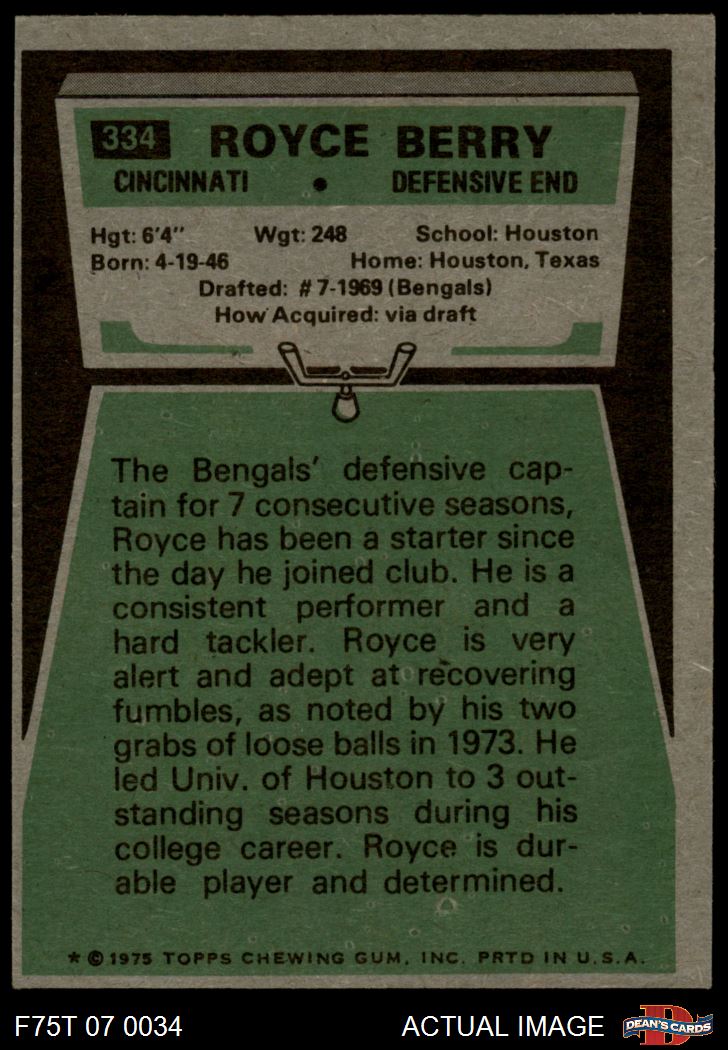 334 ROYCE BERRY
CINCINNATI • DEFENSIVE END
Hgt: 6'4" Wgt: 248 School: Houston
Born: 4-19-46 Home: Houston, Texas
Drafted: #7-1969 (Bengals)
How Acquired: via draft
The Bengals' defensive cap-
tain for 7 consecutive seasons,
Royce has been a starter since
the day he joined club. He is a
consistent performer and a
hard tackler. Royce is very
alert and adept at recovering
fumbles, as noted by his two
grabs of loose balls in 1973. He
led Univ. of Houston to 3 out-
standing seasons during his
college career. Royce is dur-
able player and determined.
* © 1975 TOPPS CHEWING GUM, INC. PRTD IN U.S.A.
F75T 07 0034 ACTUAL IMAGE DEAN'S CARDS